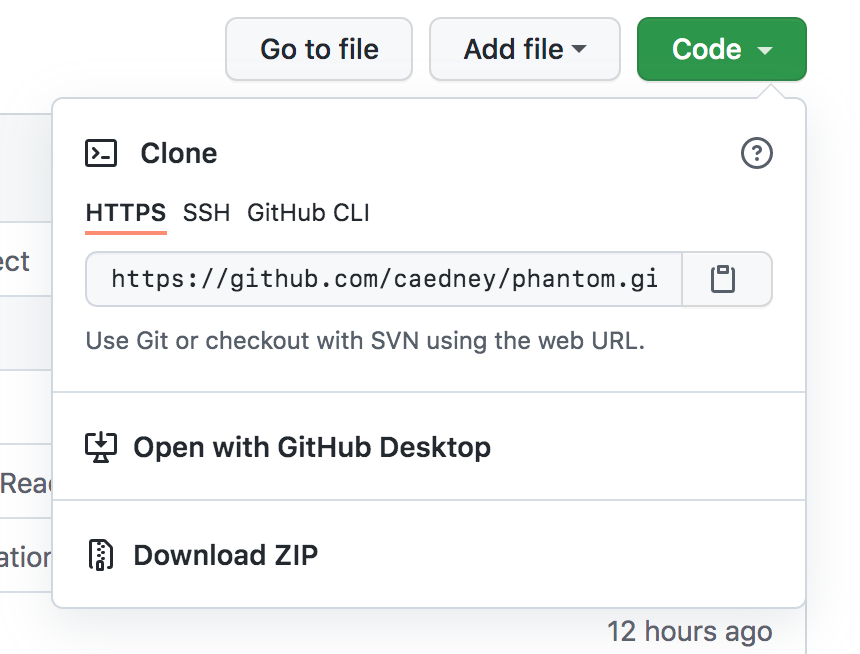 Go to file Add file Code
Clone
HTTPS SSH GitHub CLI
ect
https://github.com/caedney/phantom.gi
Use Git or checkout with SVN using the web URL.
Open with GitHub Desktop
Read
Download ZIP
ation
12 hours ago